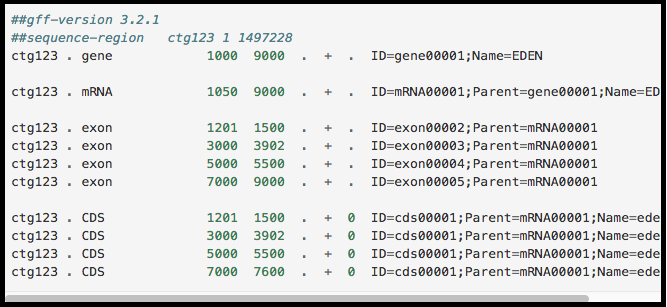 ##gff-version 3.2.1
##sequence-region   ctg123 1 1497228
ctg123 . gene            1000  9000  .  +  .  ID=gene00001;Name=EDEN
ctg123 . mRNA            1050  9000  .  +  .  ID=mRNA00001;Parent=gene00001;Name=ED
ctg123 . exon            1201  1500  .  +  .  ID=exon00002;Parent=mRNA00001
ctg123 . exon            3000  3902  .  +  .  ID=exon00003;Parent=mRNA00001
ctg123 . exon            5000  5500  .  +  .  ID=exon00004;Parent=mRNA00001
ctg123 . exon            7000  9000  .  +  .  ID=exon00005;Parent=mRNA00001
ctg123 . CDS             1201  1500  .  +  0  ID=cds00001;Parent=mRNA00001;Name=ede
ctg123 . CDS             3000  3902  .  +  0  ID=cds00001;Parent=mRNA00001;Name=ede
ctg123 . CDS             5000  5500  .  +  0  ID=cds00001;Parent=mRNA00001;Name=ede
ctg123 . CDS             7000  7600  .  +  0  ID=cds00001;Parent=mRNA00001;Name=ede